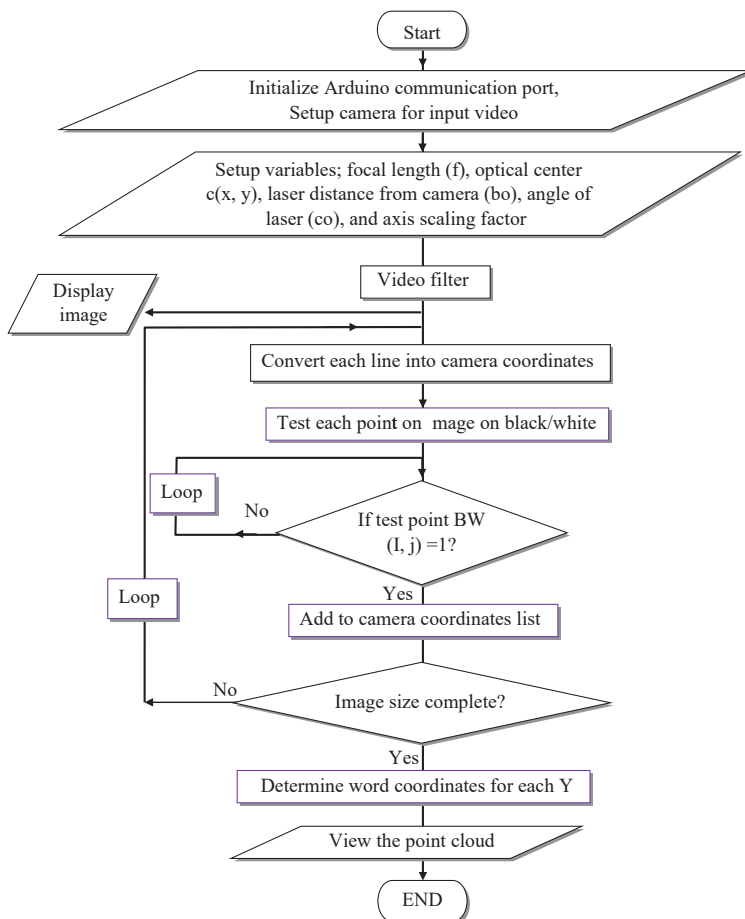 Start
Initialize Arduino communication port,
Setup camera for input video
Setup variables; focal length (f), optical center
c(x, y), laser distance from camera (bo), angle of
laser (co), and axis scaling factor
Video filter
Display
image
Convert each line into camera coordinates
Test each point on mage on black/white
Loop
No
If test point BW
(I, j) =1?
Yes
Loop
Add to camera coordinates list
No
Image size complete?
Yes
Determine word coordinates for each Y
View the point cloud
END